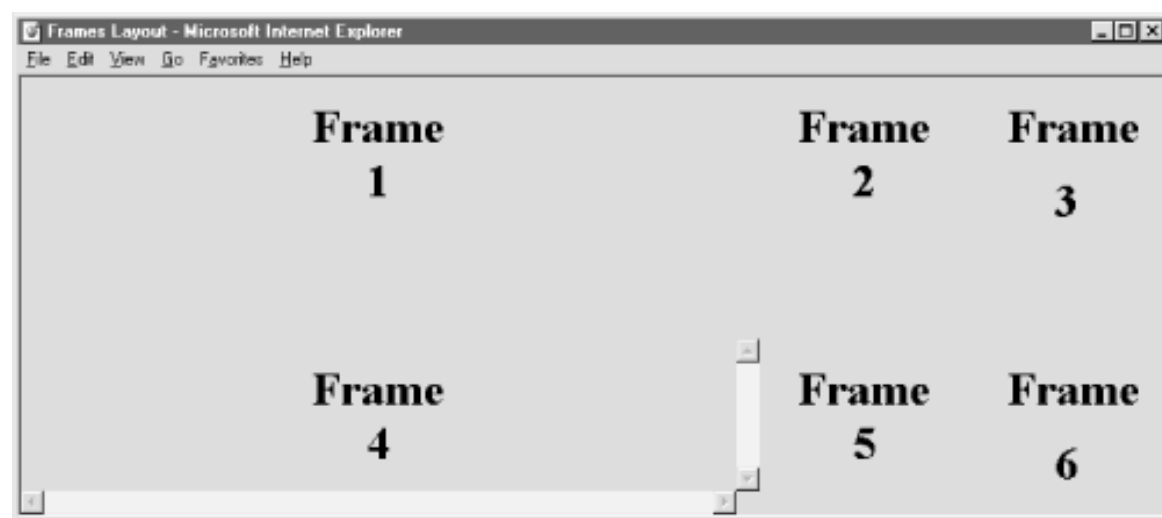 Frames Layout - Microsoft Internet Explorer
File Edit View Go Favorites Help
Frame
1
Frame
2
Frame
3
Frame
4
Frame
5
Frame
6